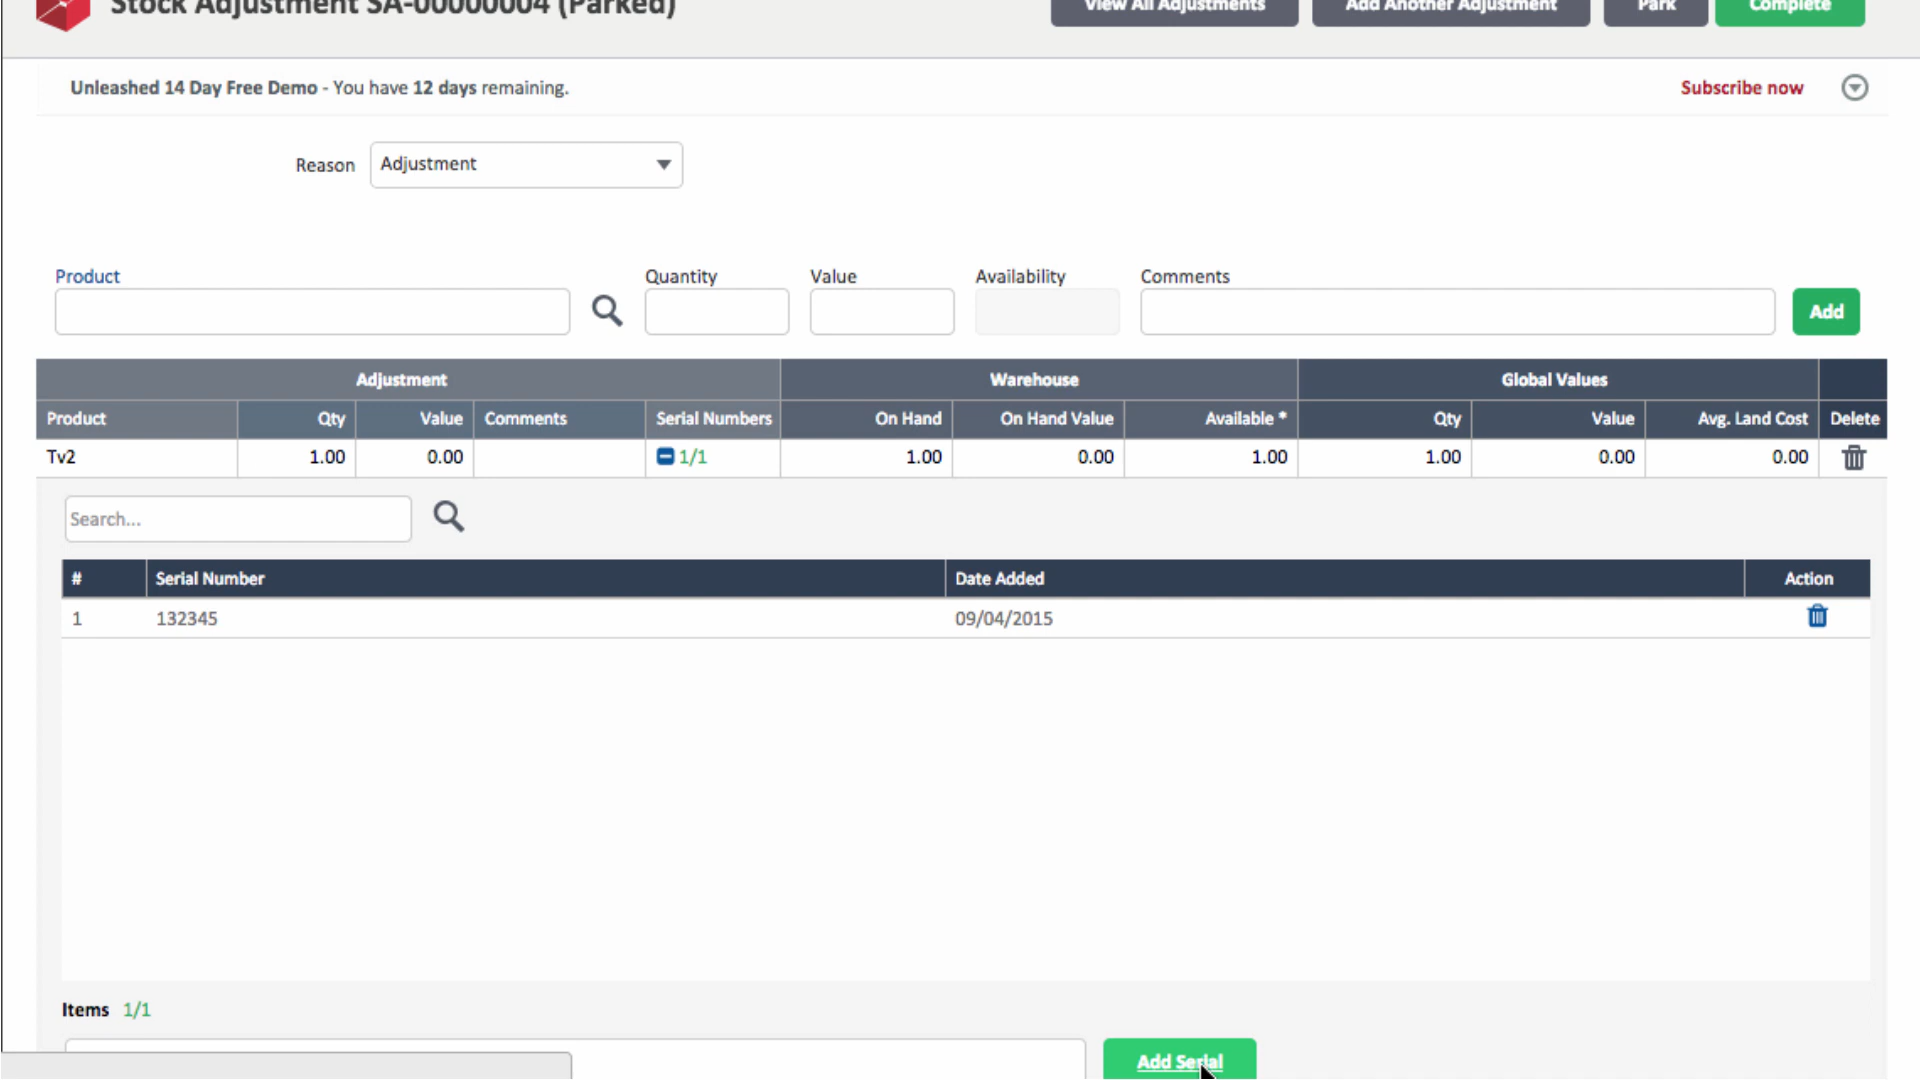 Stock Adjustment SA-00000004 (Parked)
View All Adjustments Add Another Adjustment Park Complete
Unleashed 14 Day Free Demo - You have 12 days remaining.
Subscribe now
Reason Adjustment
Product Quantity Value Availability Comments
Add
Adjustment Warehouse Global Values
Product Qty Value Comments Serial Numbers On Hand On Hand Value Available * Qty Value Avg. Land Cost Delete
Tv2 1.00 0.00 1/1 1.00 0.00 1.00 1.00 0.00 0.00
Search...
# Serial Number Date Added Action
1 132345 09/04/2015
Items 1/1
Add Serial